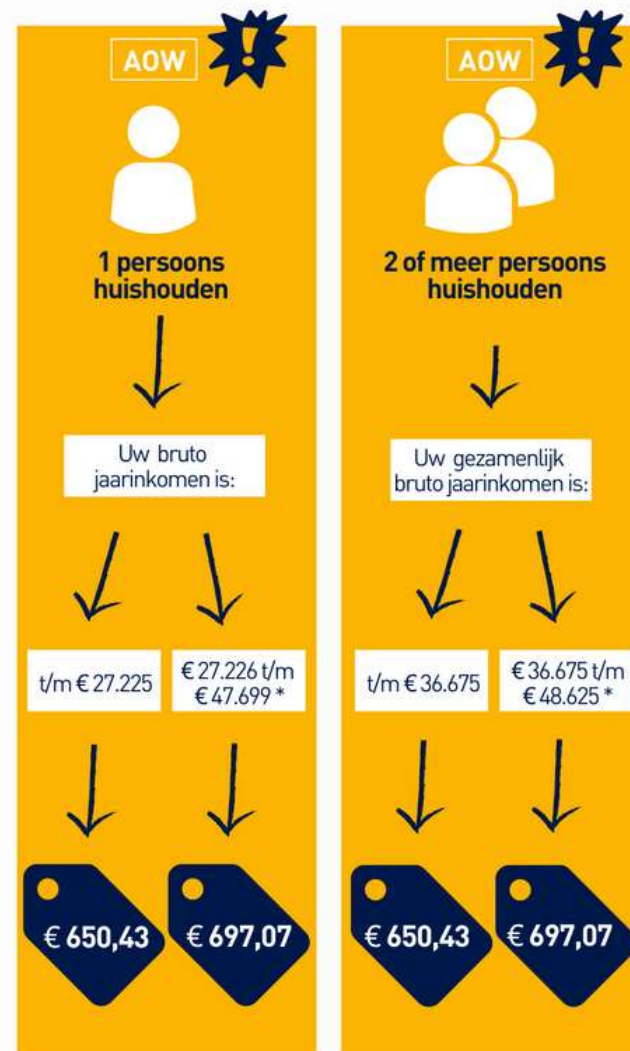 AOW
!
1 persoons
huishouden
Uw bruto
jaarinkomen is:
t/m € 27.225
€ 27.226 t/m
€ 47.699 *
€ 650,43
€ 697,07
AOW
!
2 of meer persoons
huishouden
Uw gezamenlijk
bruto jaarinkomen is:
t/m € 36.675
€ 36.675 t/m
€ 48.625 *
€ 650,43
€ 697,07